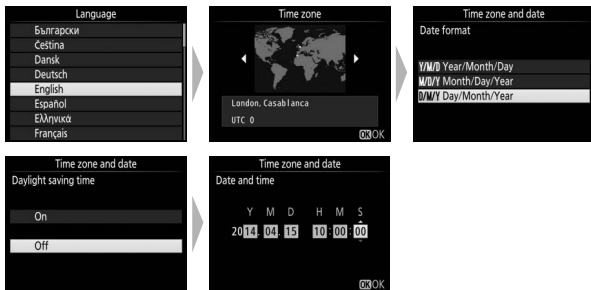 Language
Български
Čeština
Dansk
Deutsch
English
Español
Ελληνικά
Français
Time zone
London, Casablanca
UTC 0
OK OK
Time zone and date
Date format
Y/M/D Year/Month/Day
M/D/Y Month/Day/Year
D/M/Y Day/Month/Year
Time zone and date
Daylight saving time
On
Off
Time zone and date
Date and time
Y M D H M S
2014. 04. 15 10:00:00
OK OK